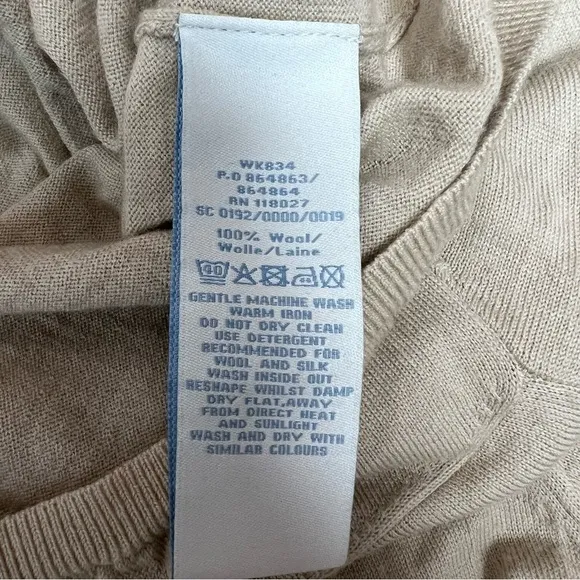 WK834
P.O 864863/
864864
RN 118027
SC 0192/0000/0019
100% Wool/
Wolle/Laine
GENTLE MACHINE WASH
WARM IRON
DO NOT DRY CLEAN
USE DETERGENT
RECOMMENDED FOR
WOOL AND SILK
WASH INSIDE OUT
RESHAPE WHILST DAMP
DRY FLAT,AWAY
FROM DIRECT HEAT
AND SUNLIGHT
WASH AND DRY WITH
SIMILAR COLOURS